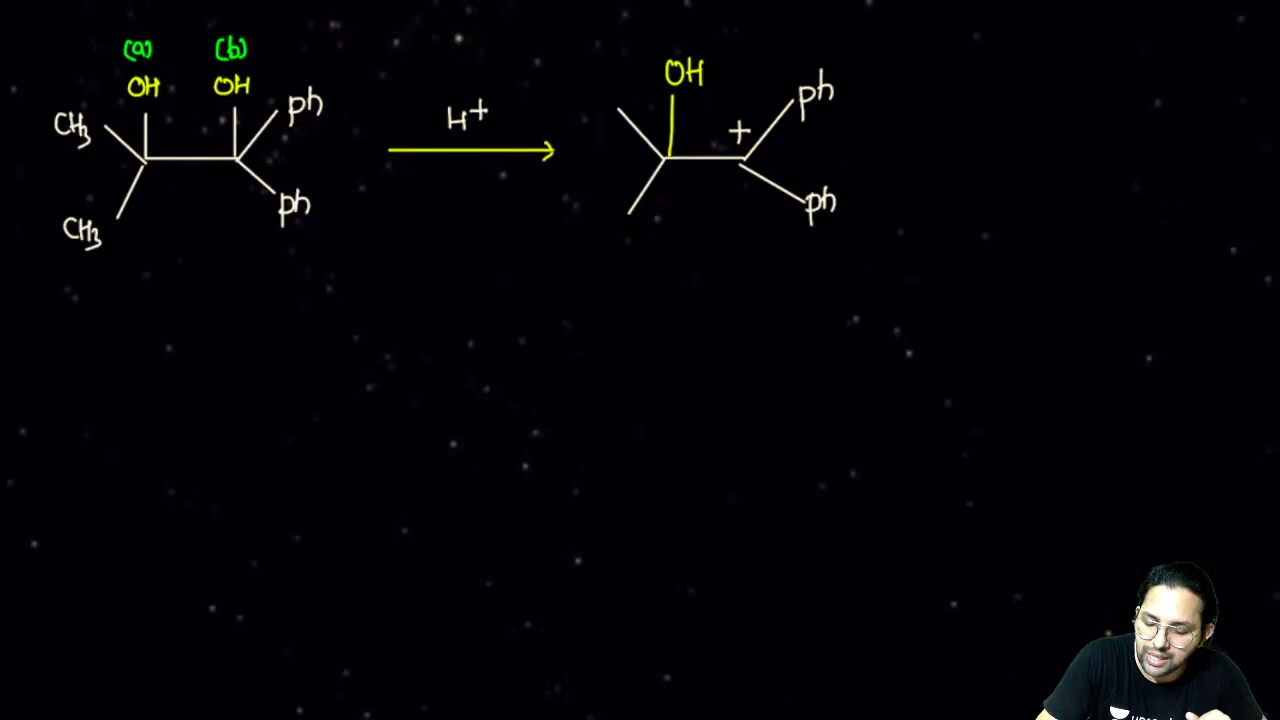 (a) (b)
OH OH
CH3 ph
ph
CH3
H+
OH
+ ph
ph